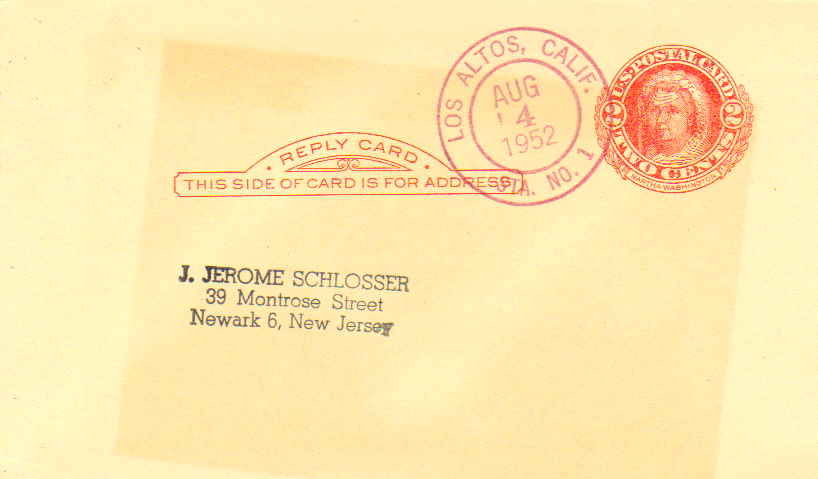 LOS ALTOS, CALIF.
AUG
4
1952
STA. NO. 1
U.S. POSTAL CARD
2 2
TWO CENTS
MARTHA WASHINGTON
REPLY CARD
THIS SIDE OF CARD IS FOR ADDRESS
J. JEROME SCHLOSSER
39 Montrose Street
Newark 6, New Jersey